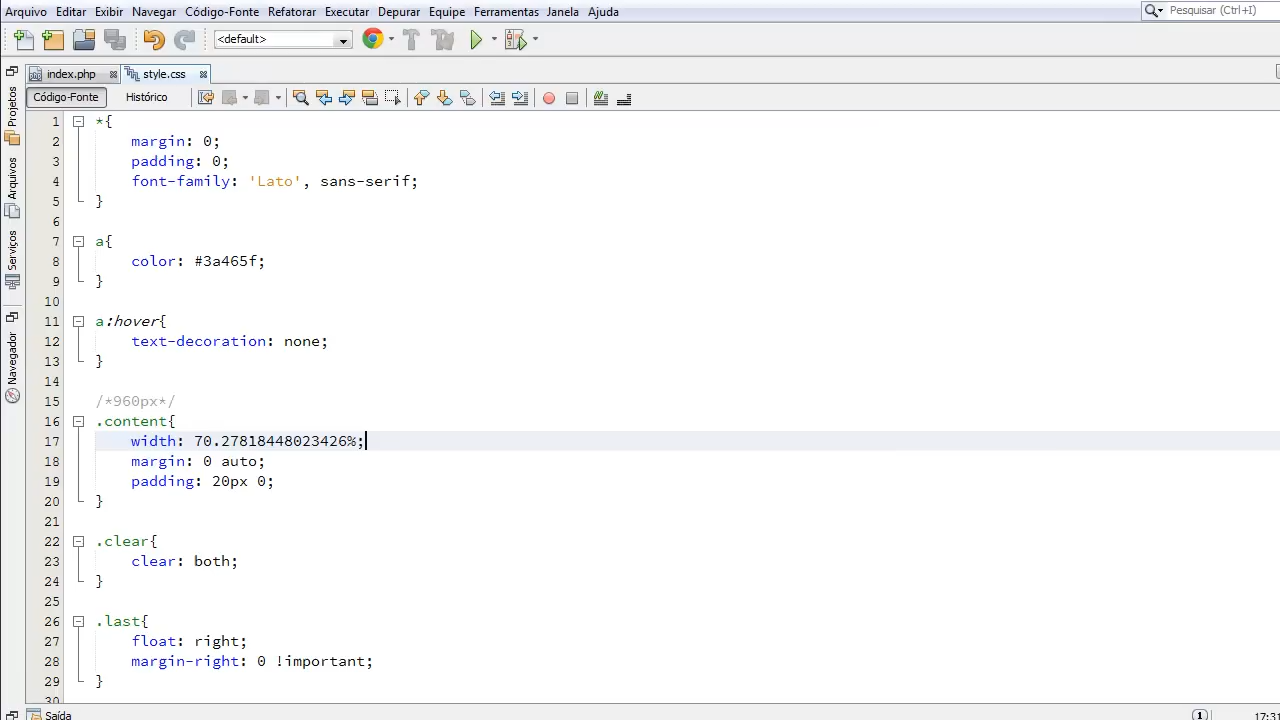 Arquivo Editar Exibir Navegar Código-Fonte Refatorar Executar Depurar Equipe Ferramentas Janela Ajuda
Pesquisar (Ctrl+I)
<default>
index.php style.css
Código-Fonte Histórico
Projetos
Arquivos
Serviços
Navegador
1 *{
2 margin: 0;
3 padding: 0;
4 font-family: 'Lato', sans-serif;
5 }
6
7 a{
8 color: #3a465f;
9 }
10
11 a:hover{
12 text-decoration: none;
13 }
14
15 /*960px*/
16 .content{
17 width: 70.27818448023426%;
18 margin: 0 auto;
19 padding: 20px 0;
20 }
21
22 .clear{
23 clear: both;
24 }
25
26 .last{
27 float: right;
28 margin-right: 0 !important;
29 }
30
Saída
1
17:31